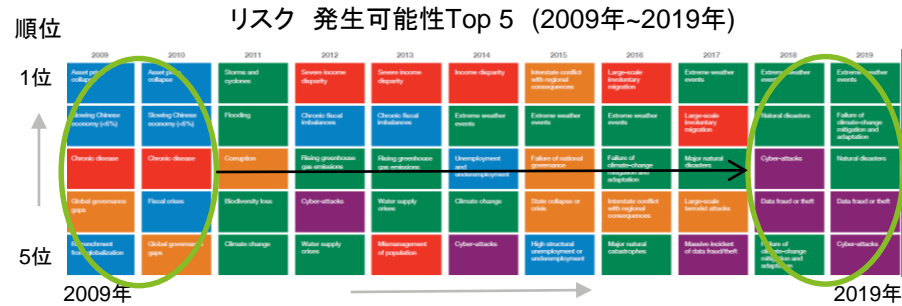 リスク 発生可能性Top 5 (2009年~2019年)
順位
2009 2010 2011 2012 2013 2014 2015 2016 2017 2018 2019
1位
Asset price
collapse
Asset price
collapse
Storms and
cyclones
Severe income
disparity
Severe income
disparity
Income disparity
Interstate conflict
with regional
consequences
Large-scale
involuntary
migration
Extreme weather
events
Extreme weather
events
Extreme weather
events
Slowing Chinese
economy (<6%)
Slowing Chinese
economy (<6%)
Flooding
Chronic fiscal
imbalances
Chronic fiscal
imbalances
Extreme weather
events
Extreme weather
events
Extreme weather
events
Large-scale
involuntary
migration
Natural disasters
Failure of
climate-change
mitigation and
adaptation
Chronic disease
Chronic disease
Corruption
Rising greenhouse
gas emissions
Rising greenhouse
gas emissions
Unemployment
and
underemployment
Failure of national
governance
Failure of
climate-change
mitigation and
adaptation
Major natural
disasters
Cyber-attacks
Natural disasters
Global governance
gaps
Fiscal crises
Biodiversity loss
Cyber-attacks
Water supply
crises
Climate change
State collapse or
crisis
Interstate conflict
with regional
consequences
Large-scale
terrorist attacks
Data fraud or theft
Data fraud or theft
5位
Retrenchment
from globalization
Global governance
gaps
Climate change
Water supply
crises
Mismanagement
of population
Cyber-attacks
High structural
unemployment or
underemployment
Major natural
catastrophes
Massive incident
of data fraud/theft
Failure of
climate-change
mitigation and
adaptation
Cyber-attacks
2009年
2019年